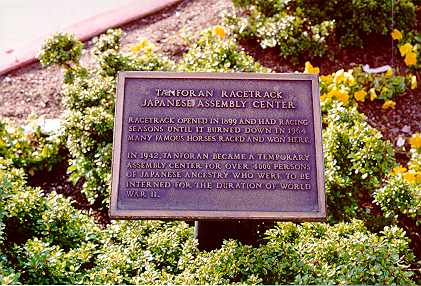 TANFORAN RACETRACK
JAPANESE ASSEMBLY CENTER
RACETRACK OPENED IN 1899 AND HAD RACING
SEASONS UNTIL IT BURNED DOWN IN 1964.
MANY FAMOUS HORSES RACED AND WON HERE.
IN 1942, TANFORAN BECAME A TEMPORARY
ASSEMBLY CENTER FOR OVER 4000 PERSONS
OF JAPANESE ANCESTRY WHO WERE TO BE
INTERNED FOR THE DURATION OF WORLD
WAR II.